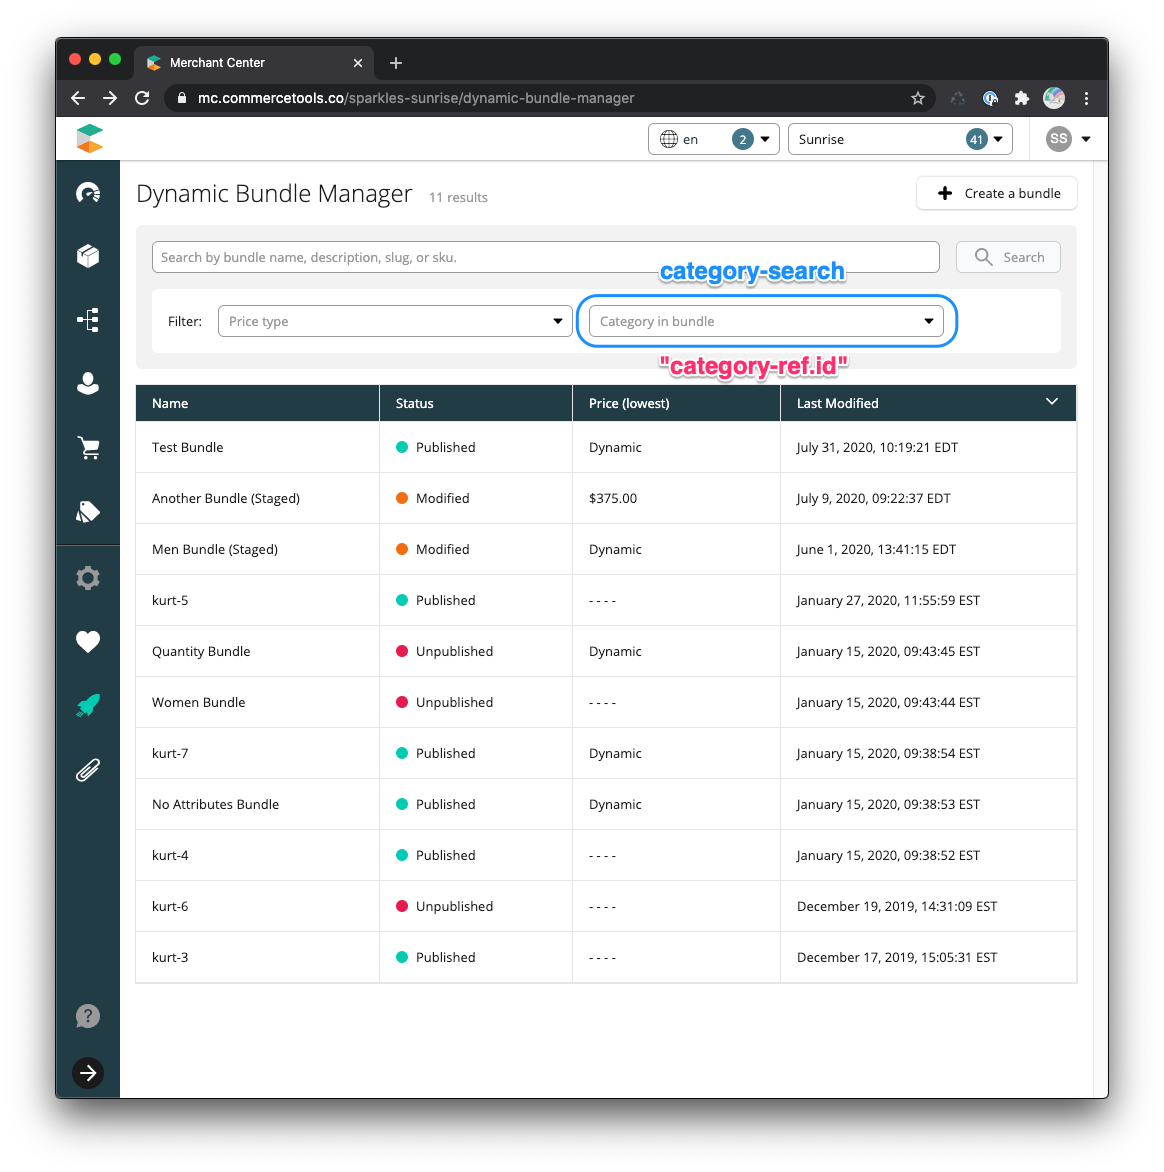 Merchant Center
mc.commercetools.co/sparkles-sunrise/dynamic-bundle-manager
en 2 Sunrise 41 SS
Dynamic Bundle Manager 11 results Create a bundle
Search by bundle name, description, slug, or sku. Search
category-search
Filter: Price type Category in bundle
"category-ref.id"
Name Status Price (lowest) Last Modified
Test Bundle Published Dynamic July 31, 2020, 10:19:21 EDT
Another Bundle (Staged) Modified $375.00 July 9, 2020, 09:22:37 EDT
Men Bundle (Staged) Modified Dynamic June 1, 2020, 13:41:15 EDT
kurt-5 Published - - - - January 27, 2020, 11:55:59 EST
Quantity Bundle Unpublished Dynamic January 15, 2020, 09:43:45 EST
Women Bundle Unpublished - - - - January 15, 2020, 09:43:44 EST
kurt-7 Published Dynamic January 15, 2020, 09:38:54 EST
No Attributes Bundle Published Dynamic January 15, 2020, 09:38:53 EST
kurt-4 Published - - - - January 15, 2020, 09:38:52 EST
kurt-6 Unpublished - - - - December 19, 2019, 14:31:09 EST
kurt-3 Published - - - - December 17, 2019, 15:05:31 EST